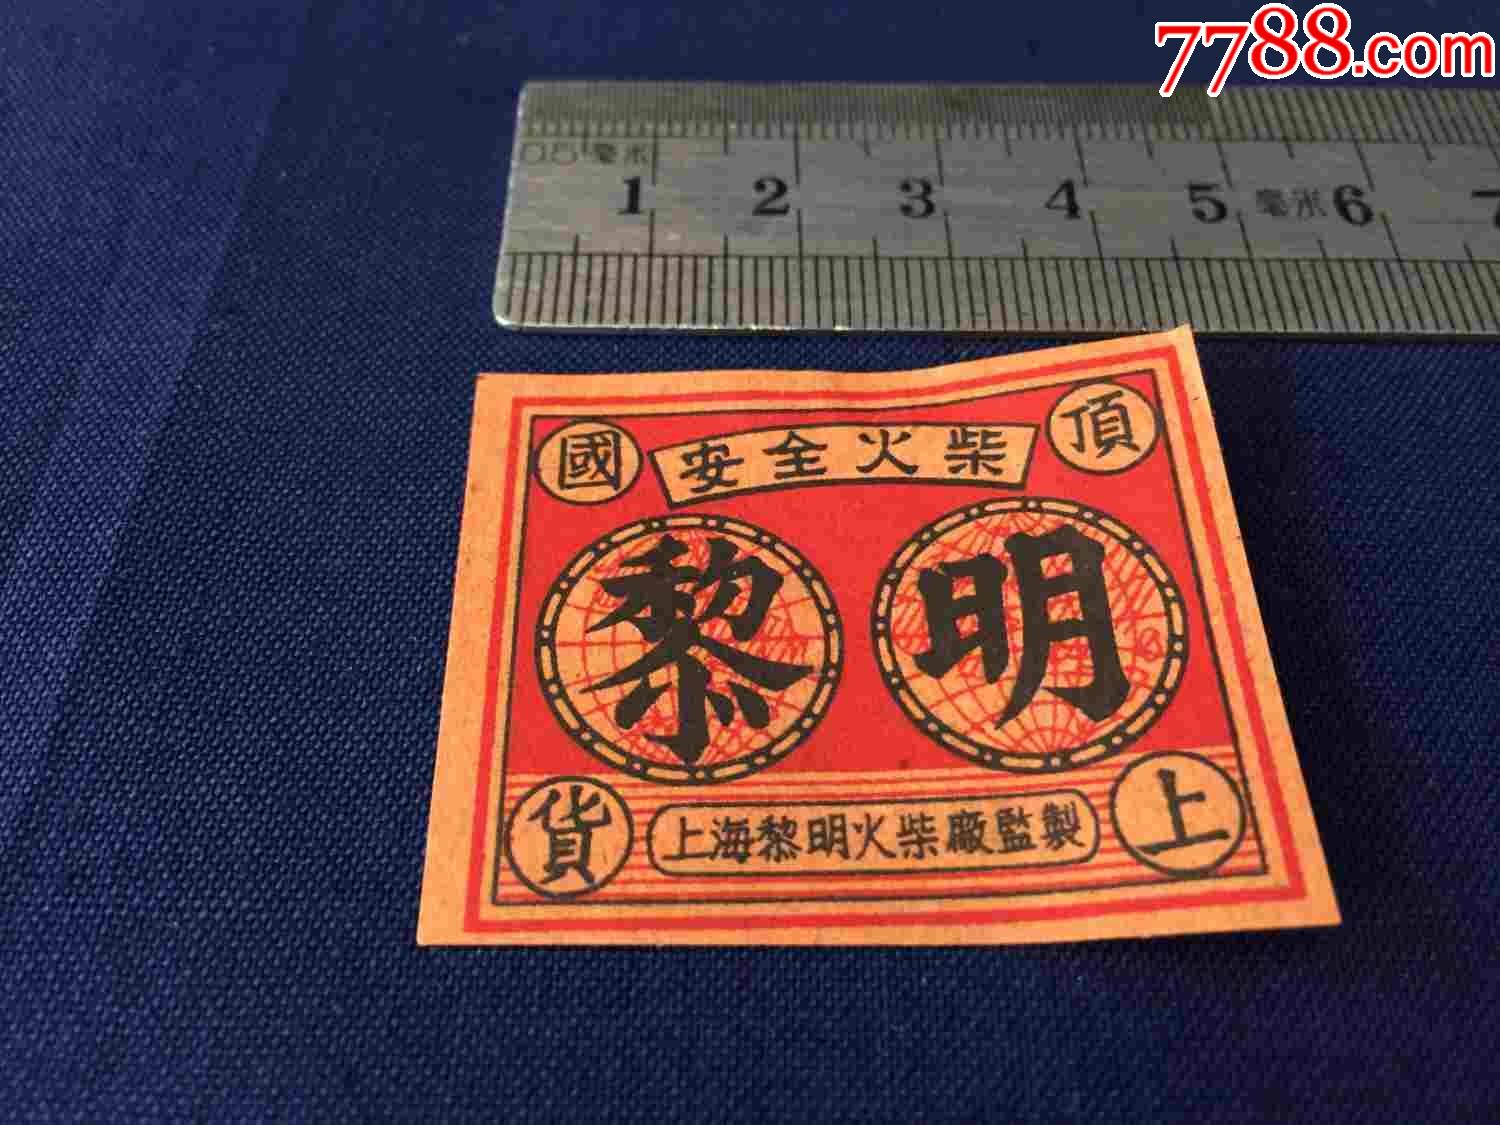 7788.com
0.5 毫米
1 2 3 4 5 毫米 6 7
國 安全火柴 頂
黎明
貨 上海黎明火柴廠監製 上